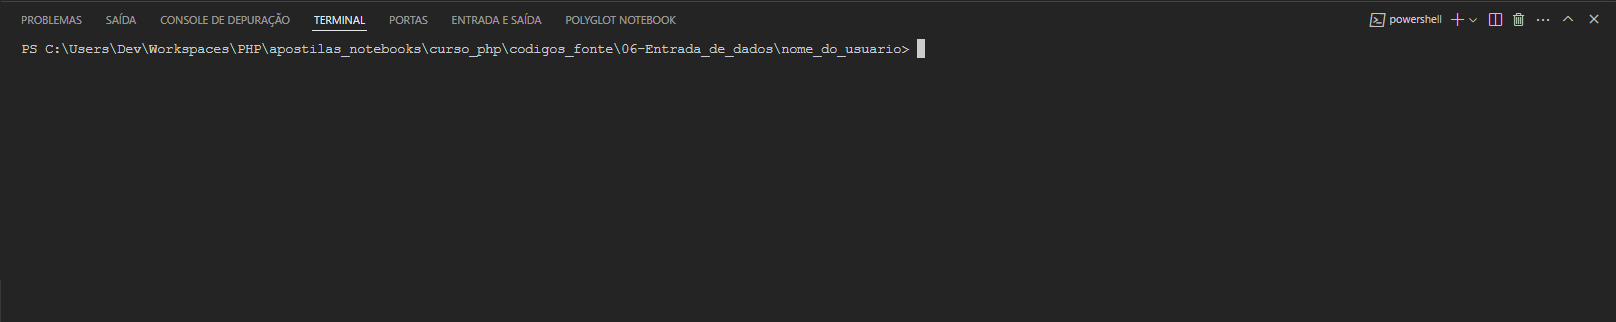 PROBLEMAS SAÍDA CONSOLE DE DEPURAÇÃO TERMINAL PORTAS ENTRADA E SAÍDA POLYGLOT NOTEBOOK powershell
PS C:\Users\Dev\Workspaces\PHP\apostilas_notebooks\curso_php\codigos_fonte\06-Entrada_de_dados\nome_do_usuario>